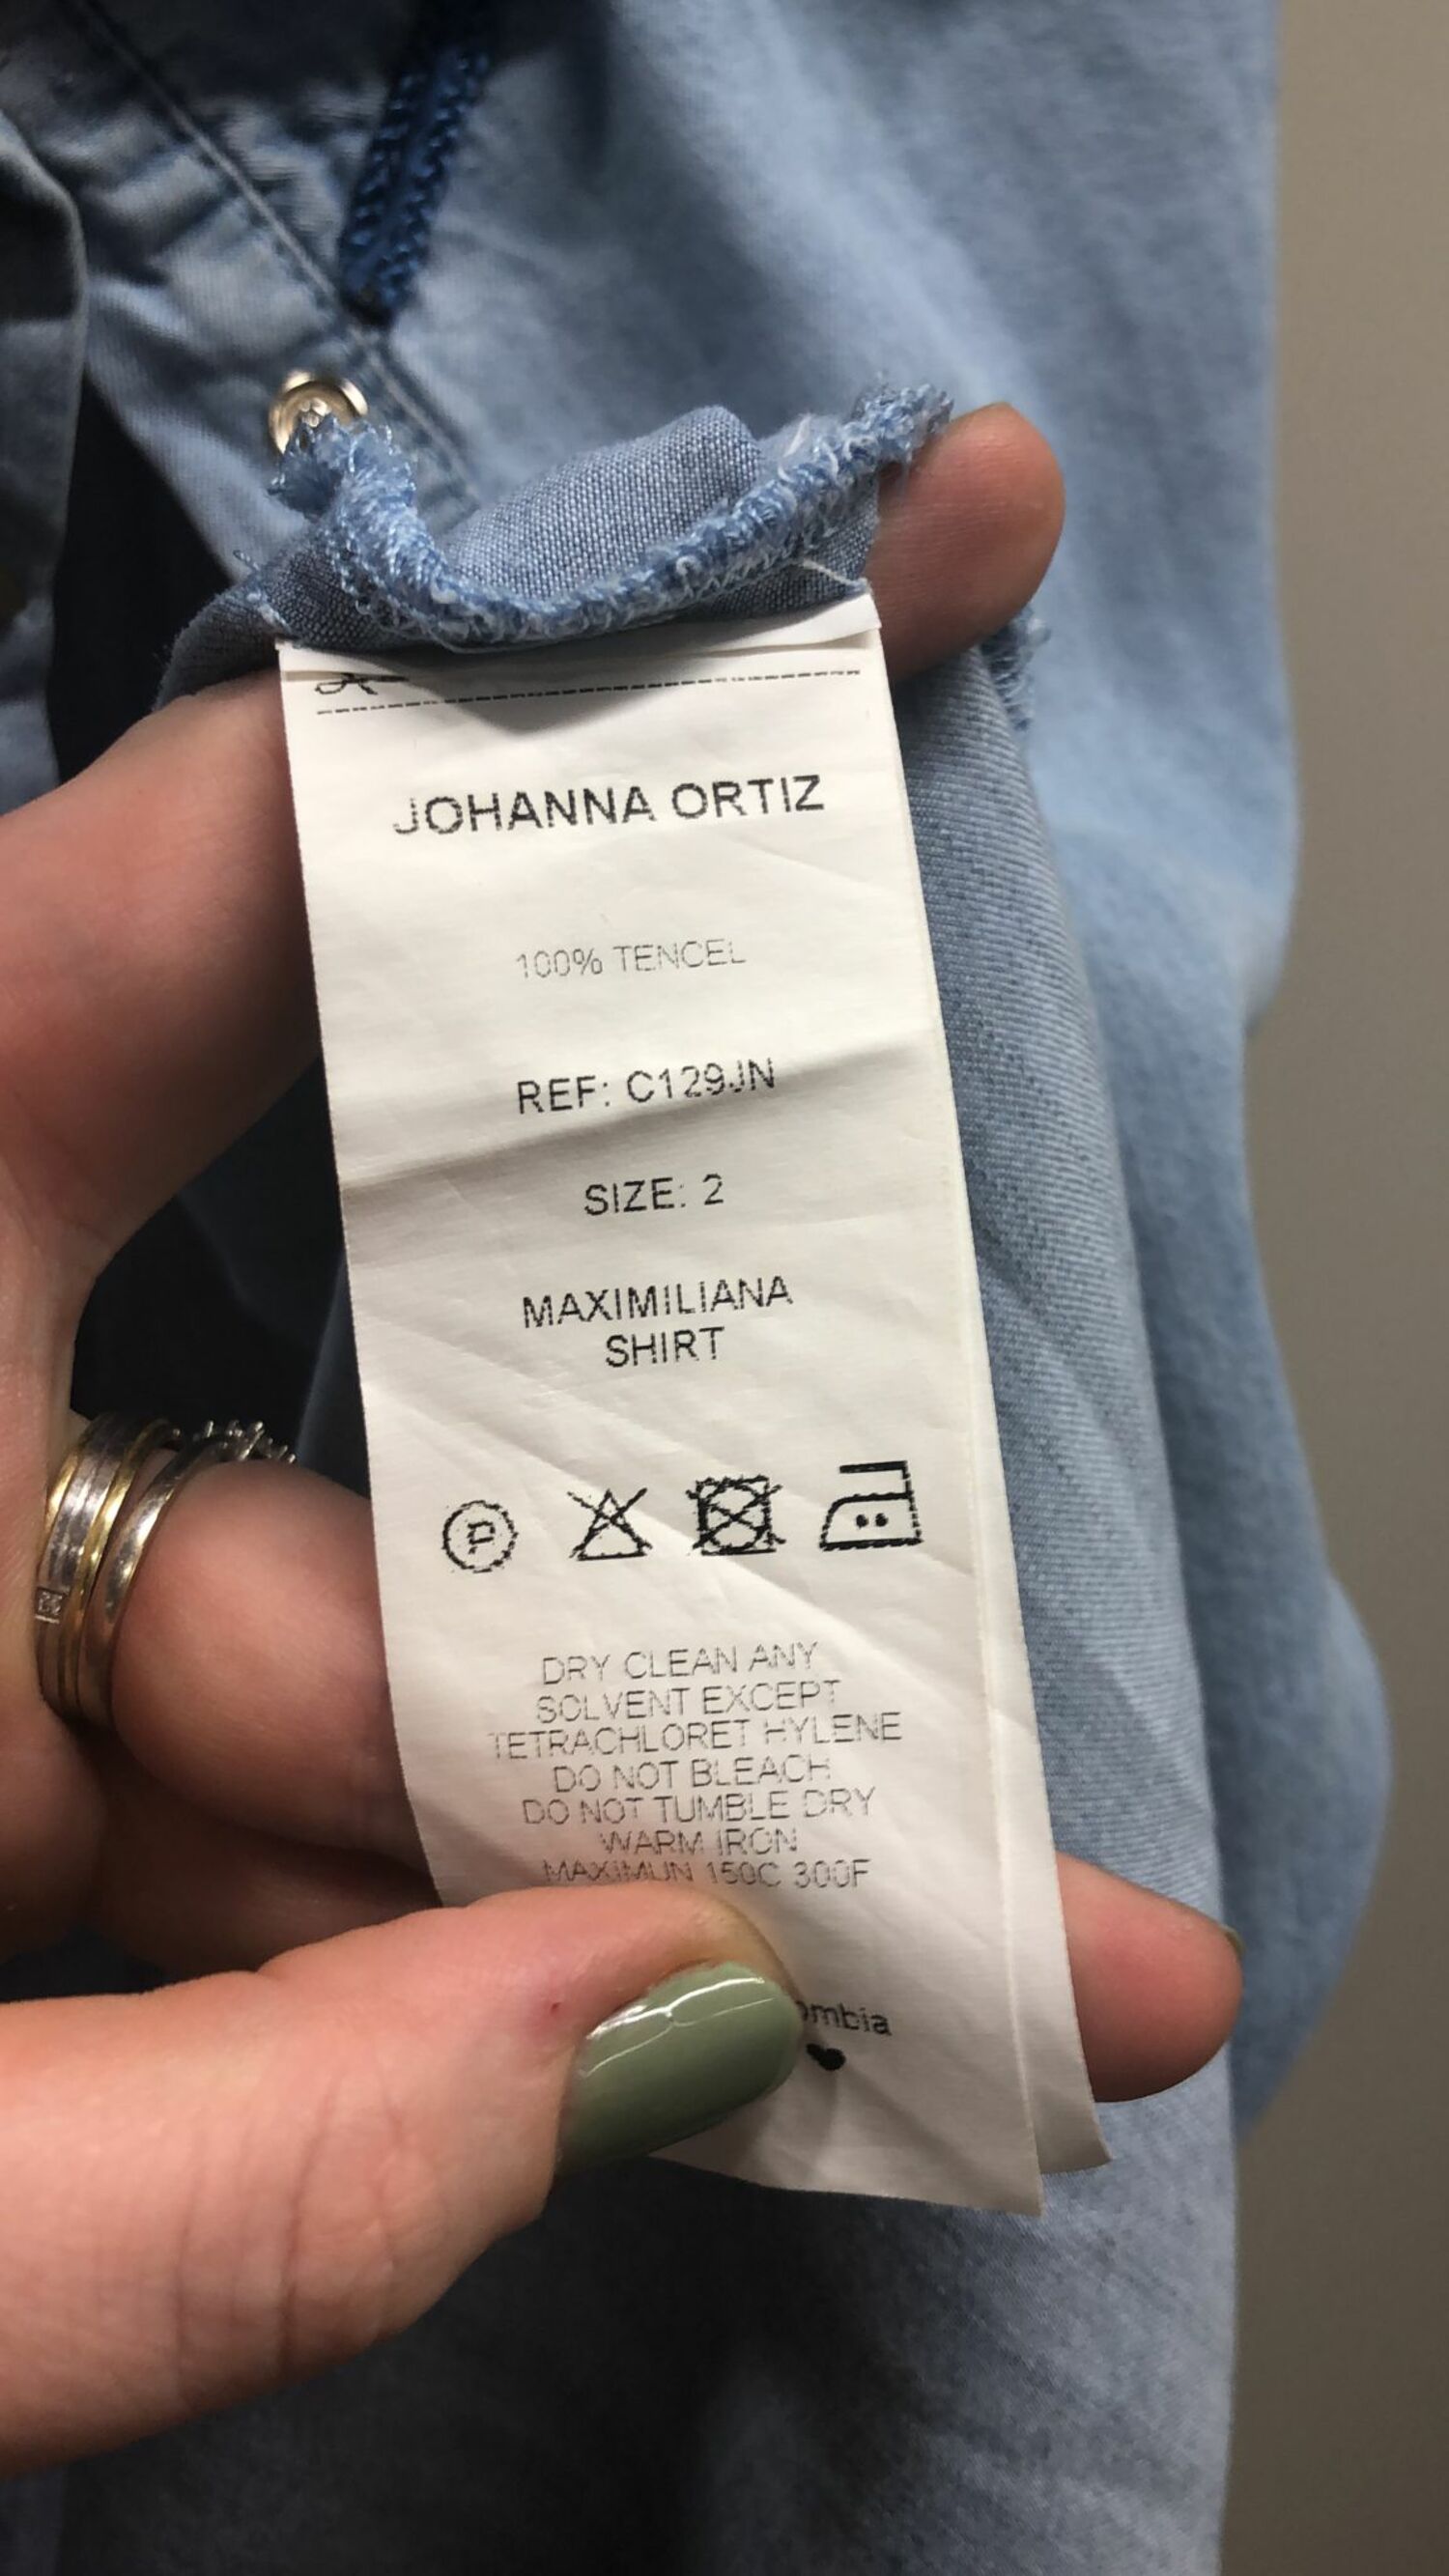 JOHANNA ORTIZ
100% TENCEL
REF: C129JN
SIZE: 2
MAXIMILIANA
SHIRT
P
DRY CLEAN ANY
SOLVENT EXCEPT
TETRACHLORET HYLENE
DO NOT BLEACH
DO NOT TUMBLE DRY
WARM IRON
MAXIMUN 150C 300F
ombia